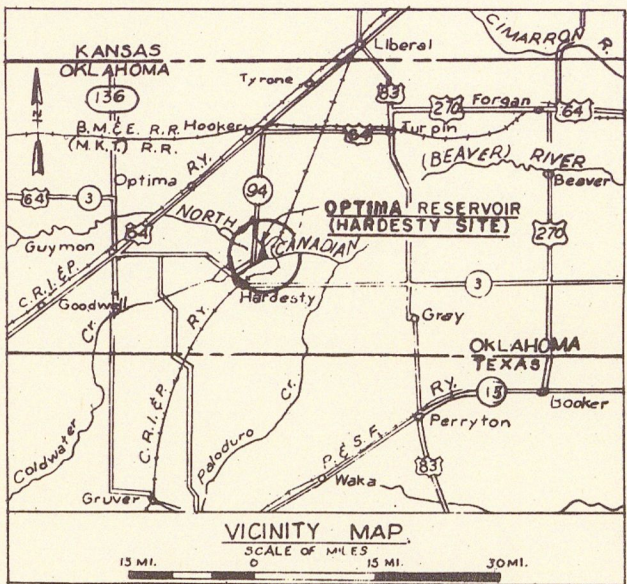 CIMARRON R.
KANSAS
OKLAHOMA
Liberal
136
Tyrone
83
270
Forgan
64
N
B.M.& E. R.R.
(M.K.T.) R.R.
Hooker
64
Turpin
R.Y.
Optima
94
(BEAVER) RIVER
Beaver
64
3
NORTH
OPTIMA RESERVOIR
(HARDESTY SITE)
(CANADIAN
64
Guymon
270
C.R.I.&P.
Goodwell
Hardesty
3
Cr.
R.Y.
Gray
OKLAHOMA
TEXAS
Cr.
R.Y.
15
Booker
Perryton
C.R.I.&P.
Paloduro
P.& S.F.
Coldwater
83
Waka
Gruver
VICINITY MAP
SCALE OF MILES
15 MI.
0
15 MI.
30 MI.